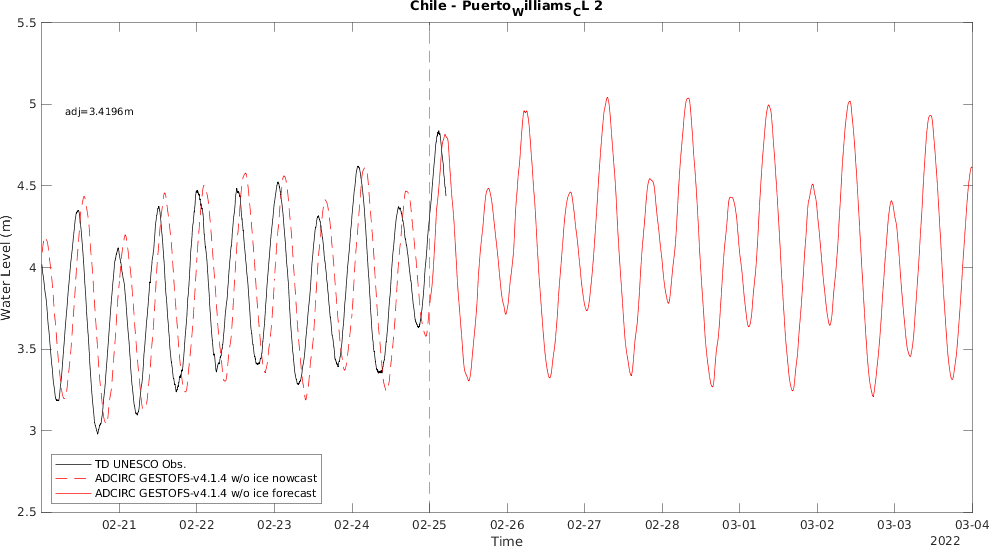 Chile - PuertoWilliamsCL 2
5.5
5
4.5
4
3.5
3
2.5
Water Level (m)
adj=3.4196m
TD UNESCO Obs.
ADCIRC GESTOFS-v4.1.4 w/o ice nowcast
ADCIRC GESTOFS-v4.1.4 w/o ice forecast
02-21 02-22 02-23 02-24 02-25 02-26 02-27 02-28 03-01 03-02 03-03 03-04
Time
2022